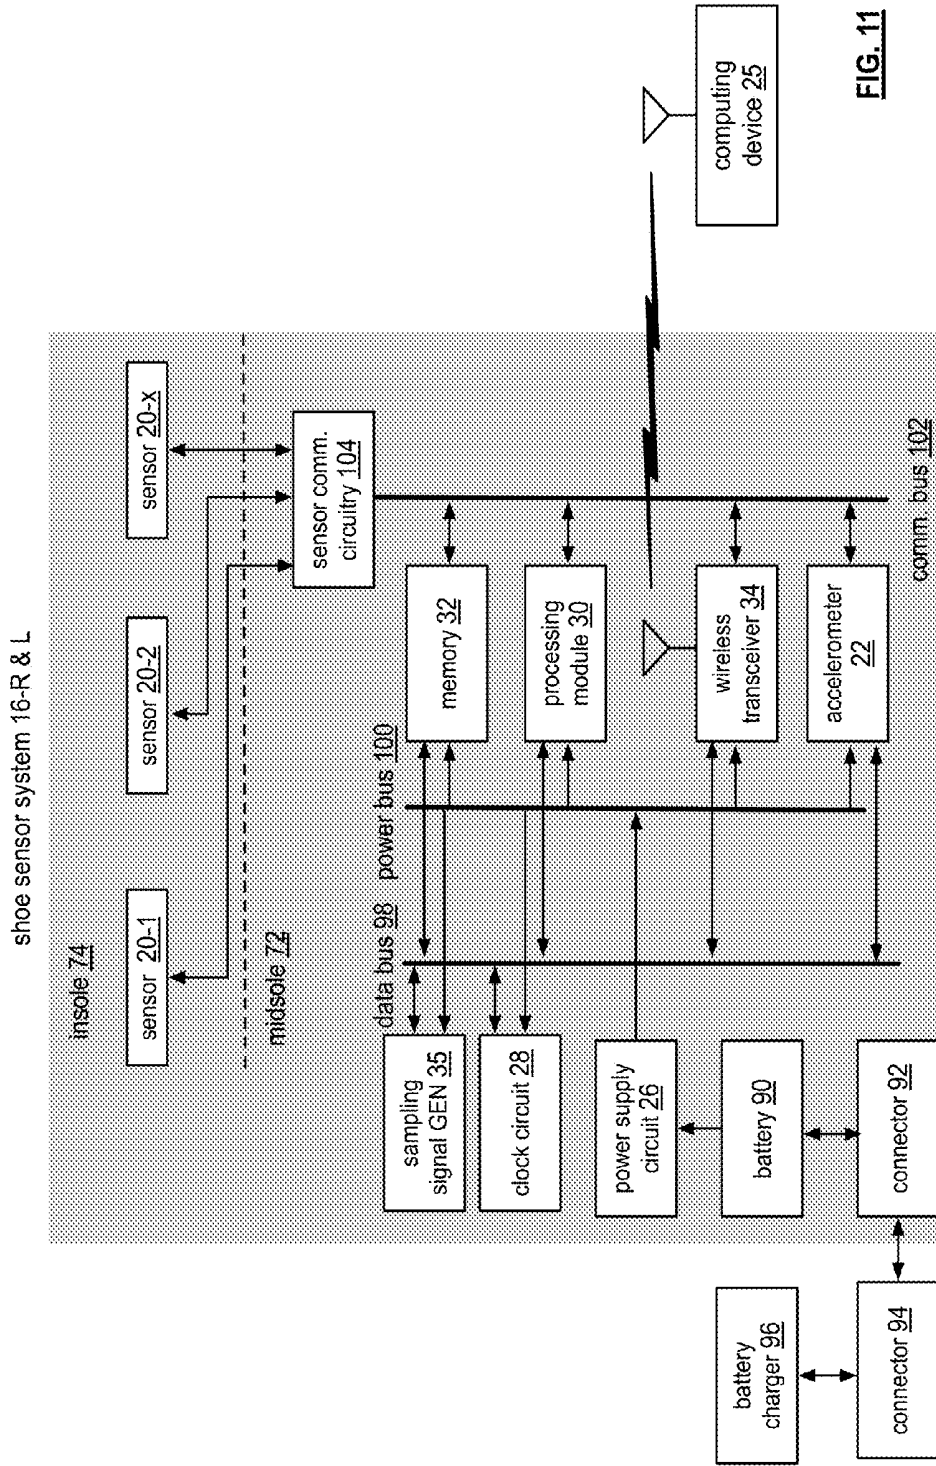 shoe sensor system 16-R & L
insole 74
sensor 20-1
sensor 20-2
sensor 20-x
midsole 72
sensor comm.
circuitry 104
data bus 98
power bus 100
sampling
signal GEN 35
memory 32
clock circuit 28
processing
module 30
power supply
circuit 26
battery 90
wireless
transceiver 34
connector 92
accelerometer
22
comm. bus 102
battery
charger 96
connector 94
computing
device 25
FIG. 11